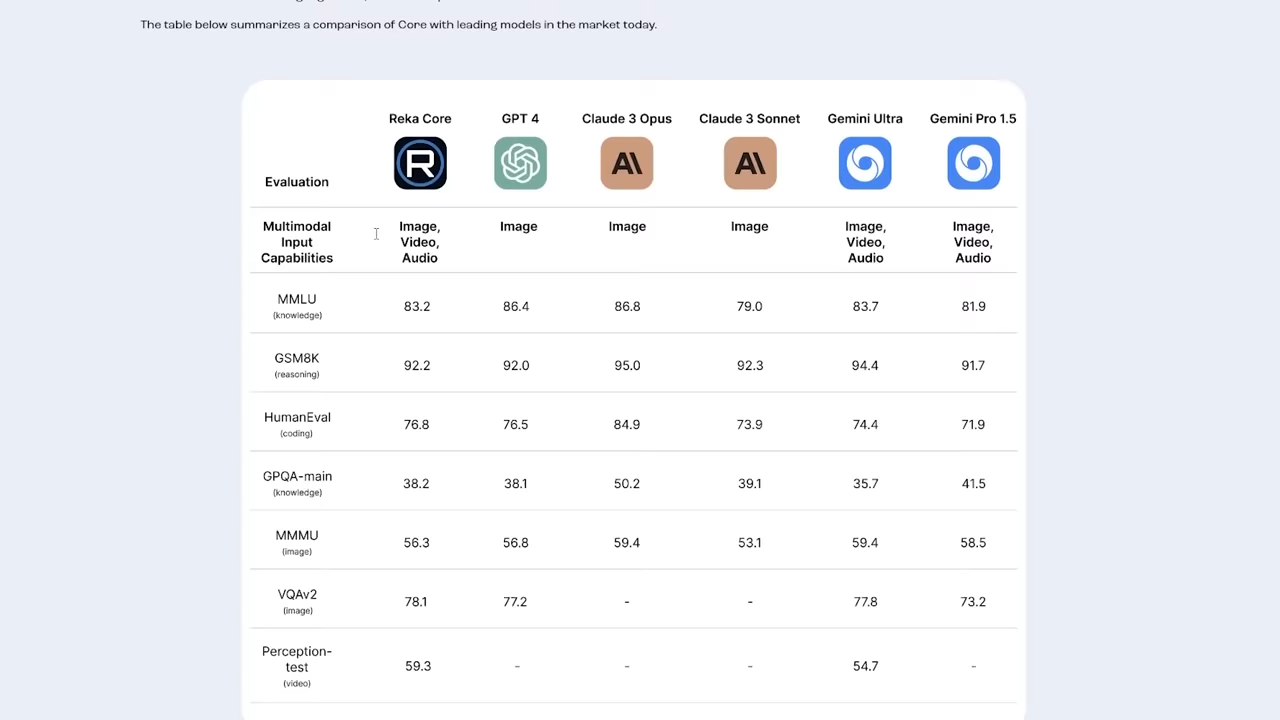 The table below summarizes a comparison of Core with leading models in the market today.
Reka Core GPT 4 Claude 3 Opus Claude 3 Sonnet Gemini Ultra Gemini Pro 1.5
Evaluation
Multimodal Input Capabilities Image, Video, Audio Image Image Image Image, Video, Audio Image, Video, Audio
MMLU (knowledge) 83.2 86.4 86.8 79.0 83.7 81.9
GSM8K (reasoning) 92.2 92.0 95.0 92.3 94.4 91.7
HumanEval (coding) 76.8 76.5 84.9 73.9 74.4 71.9
GPQA-main (knowledge) 38.2 38.1 50.2 39.1 35.7 41.5
MMMU (image) 56.3 56.8 59.4 53.1 59.4 58.5
VQAv2 (image) 78.1 77.2 - - 77.8 73.2
Perception-test (video) 59.3 - - - 54.7 -